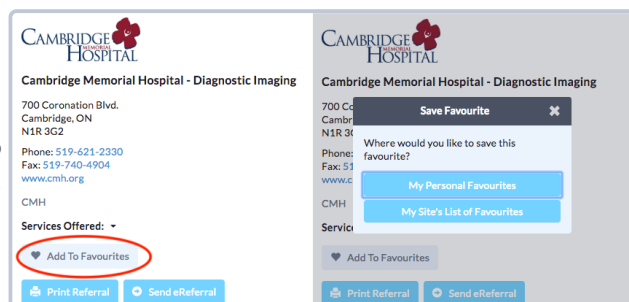 CAMBRIDGE
MEMORIAL
HOSPITAL
Cambridge Memorial Hospital - Diagnostic Imaging
700 Coronation Blvd.
Cambridge, ON
N1R 3G2
Phone: 519-621-2330
Fax: 519-740-4904
www.cmh.org
CMH
Services Offered:
Add To Favourites
Print Referral
Send eReferral
CAMBRIDGE
MEMORIAL
HOSPITAL
Cambridge Memorial Hospital - Diagnostic Imaging
700 Co
Cambr
N1R 3G
Phone:
Fax: 51
www.c
CMH
Servic
Save Favourite
Where would you like to save this
favourite?
My Personal Favourites
My Site's List of Favourites
Add To Favourites
Print Referral
Send eReferral